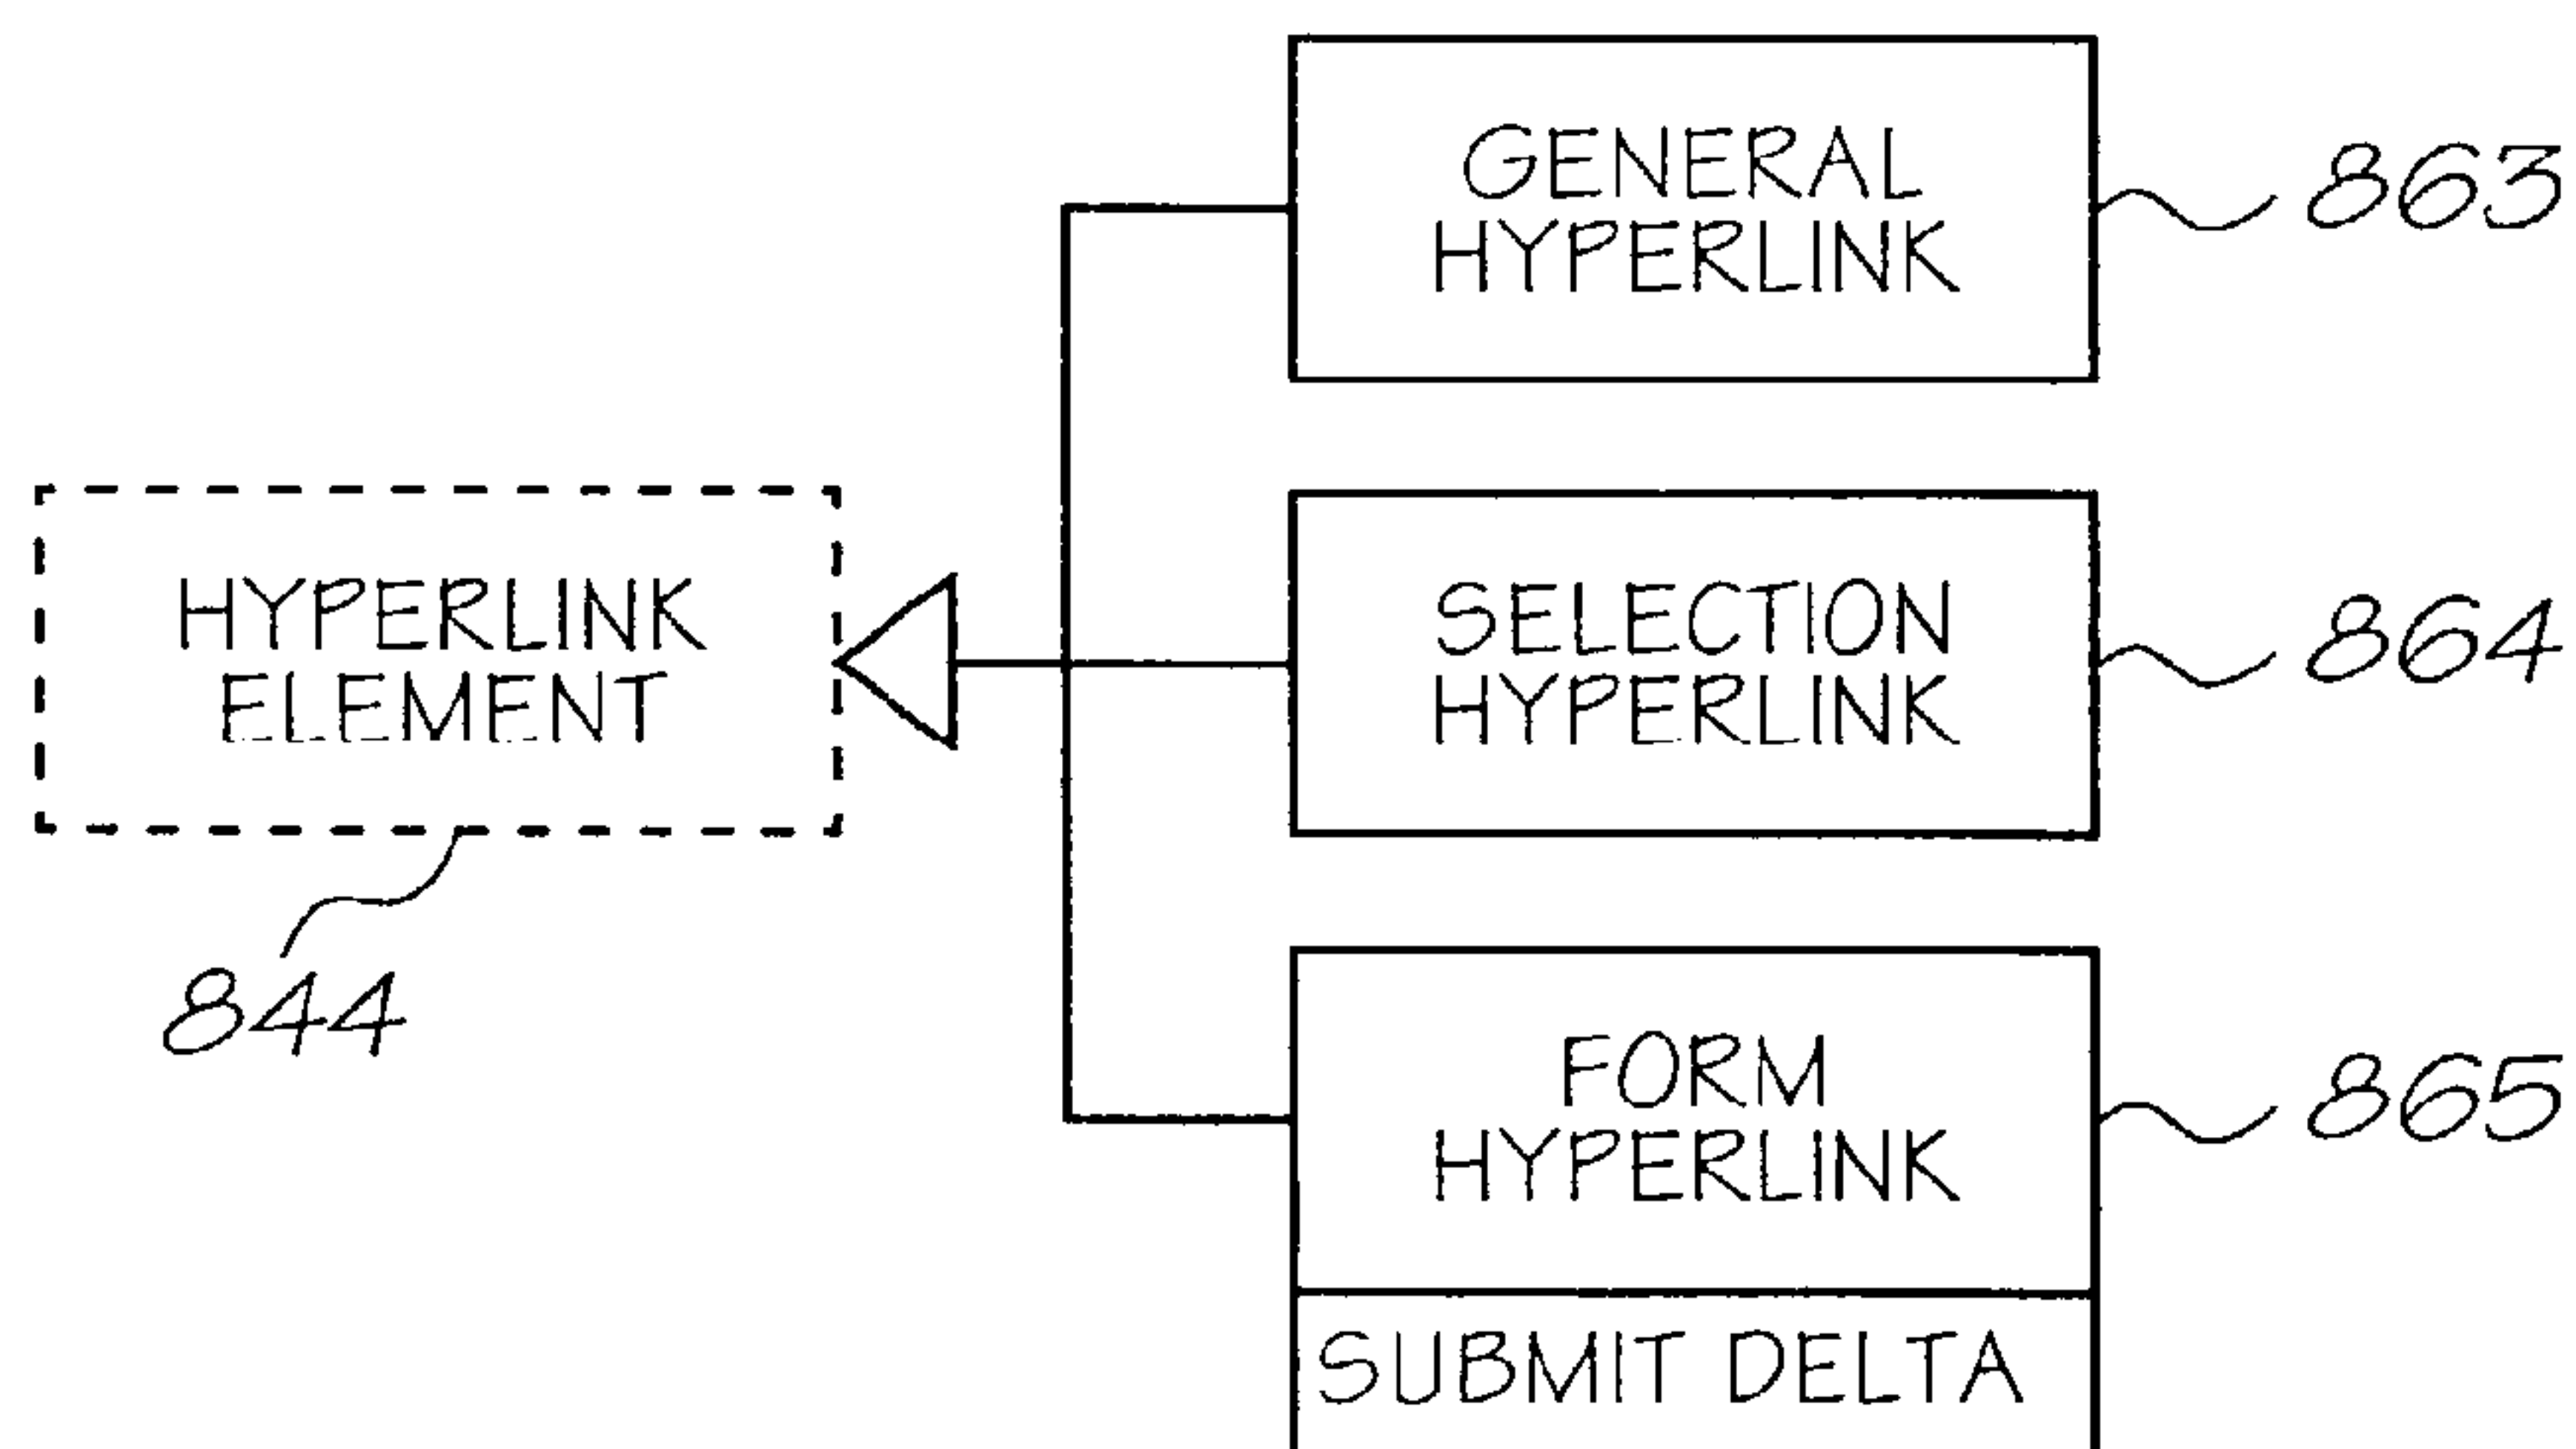 GENERAL
HYPERLINK
863
HYPERLINK
ELEMENT
844
SELECTION
HYPERLINK
864
FORM
HYPERLINK
865
SUBMIT DELTA